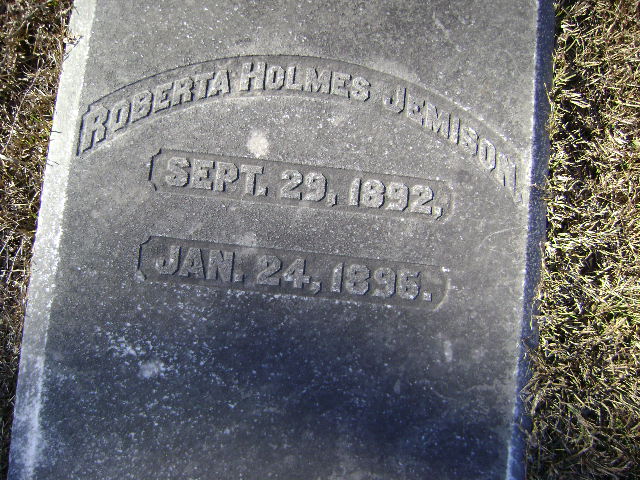 ROBERTA HOLMES JEMISON.
SEPT. 29, 1892,
JAN. 24, 1896.